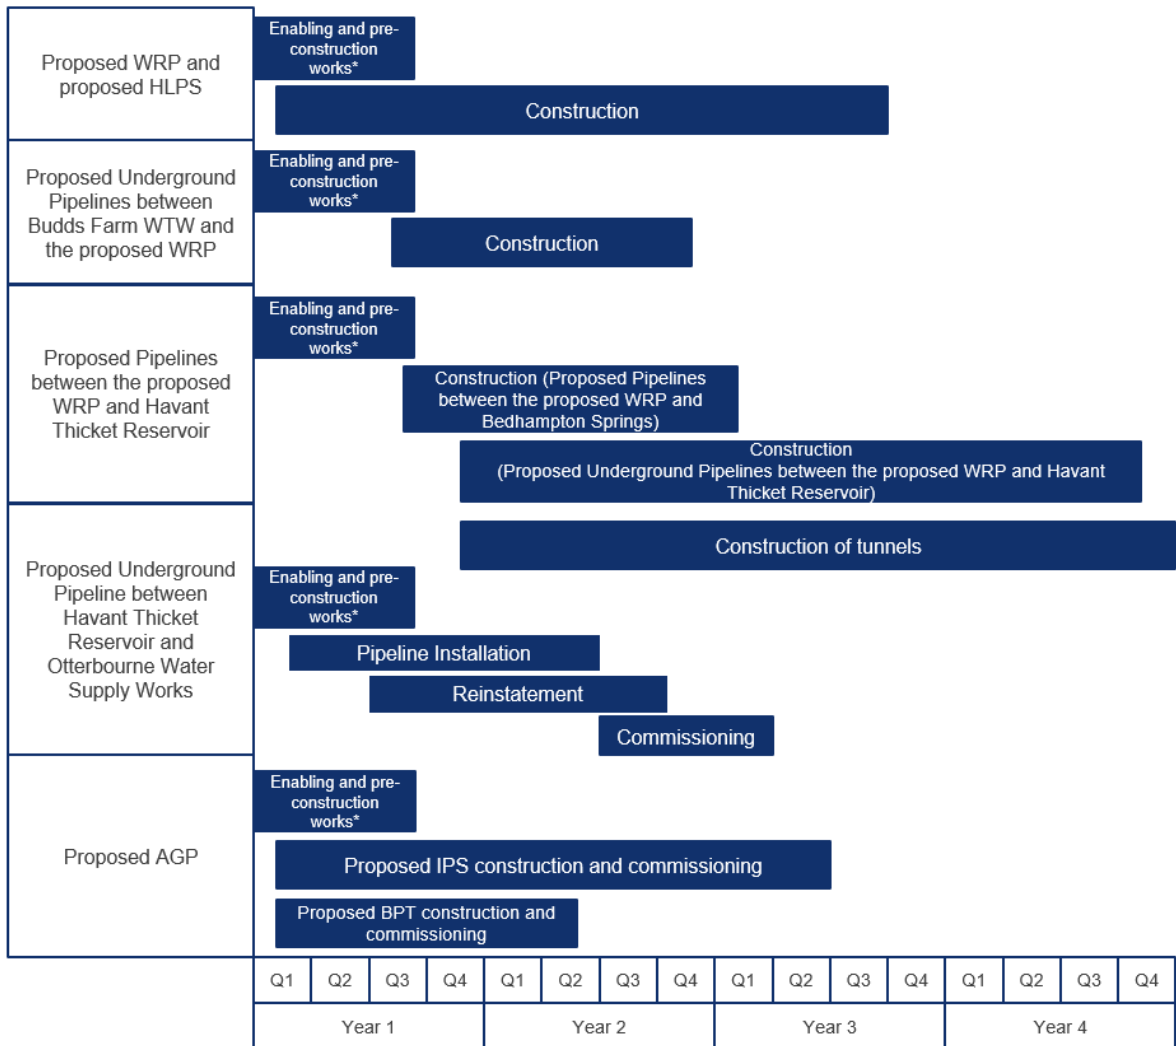 Proposed WRP and
proposed HLPS
Enabling and pre-
construction
works*
Construction
Proposed Underground
Pipelines between
Budds Farm WTW and
the proposed WRP
Enabling and pre-
construction
works*
Construction
Proposed Pipelines
between the proposed
WRP and Havant
Thicket Reservoir
Enabling and pre-
construction
works*
Construction (Proposed Pipelines
between the proposed WRP and
Bedhampton Springs)
Construction
(Proposed Underground Pipelines between the proposed WRP and Havant
Thicket Reservoir)
Proposed Underground
Pipeline between
Havant Thicket
Reservoir and
Otterbourne Water
Supply Works
Construction of tunnels
Enabling and pre-
construction
works*
Pipeline Installation
Reinstatement
Commissioning
Proposed AGP
Enabling and pre-
construction
works*
Proposed IPS construction and commissioning
Proposed BPT construction and
commissioning
Q1 Q2 Q3 Q4 Q1 Q2 Q3 Q4 Q1 Q2 Q3 Q4 Q1 Q2 Q3 Q4
Year 1 Year 2 Year 3 Year 4